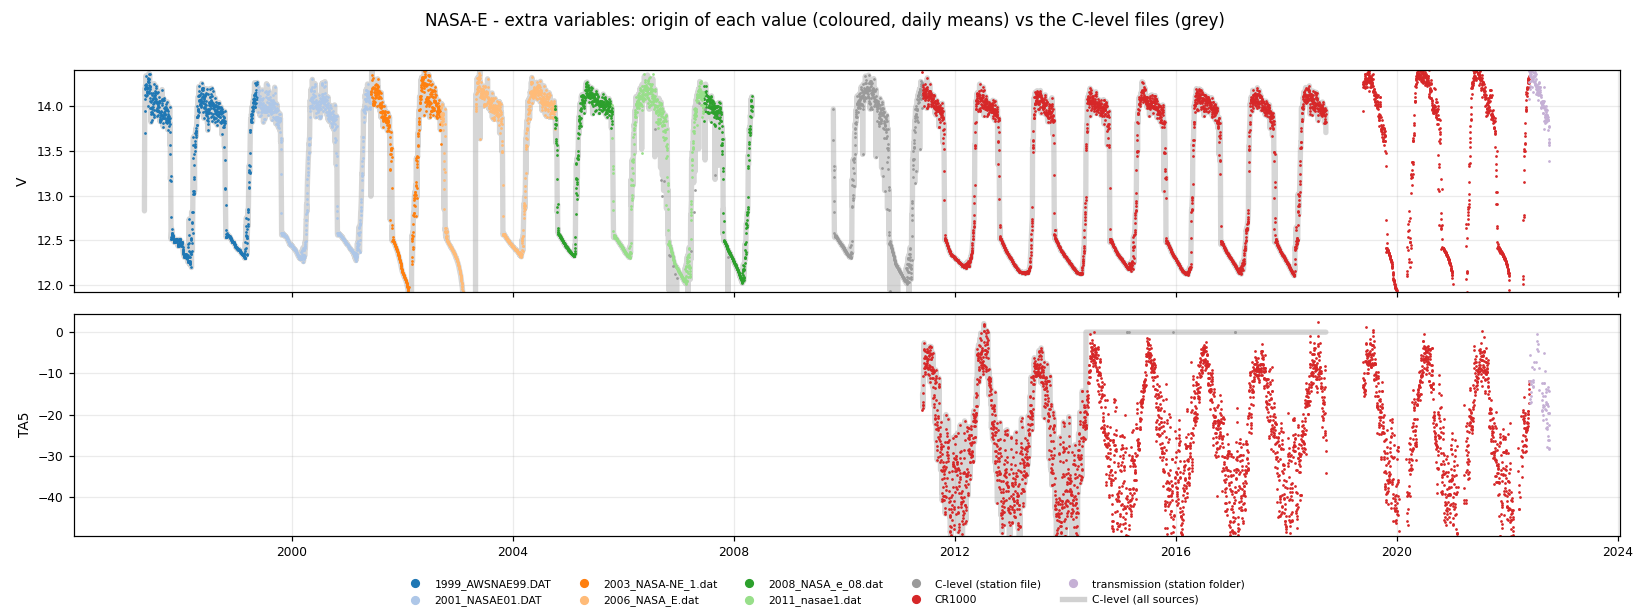 NASA-E - extra variables: origin of each value (coloured, daily means) vs the C-level files (grey)
14.0
13.5
13.0
12.5
12.0
V
0
−10
−20
−30
−40
TA5
2000 2004 2008 2012 2016 2020 2024
1999_AWSNAE99.DAT 2003_NASA-NE_1.dat 2008_NASA_e_08.dat C-level (station file) transmission (station folder)
2001_NASAE01.DAT 2006_NASA_E.dat 2011_nasae1.dat CR1000 C-level (all sources)